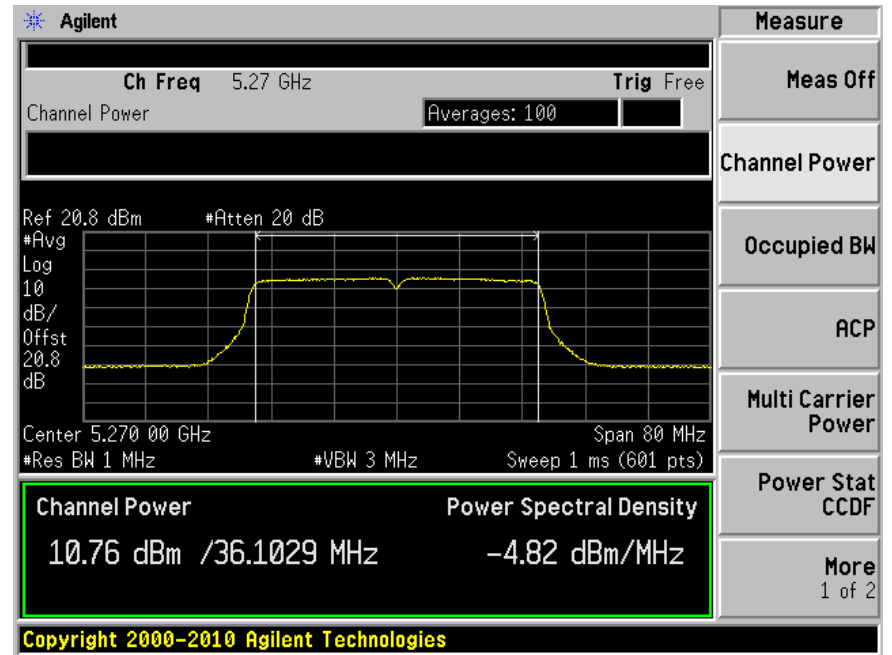 Agilent
Measure
Ch Freq 5.27 GHz Trig Free
Channel Power Averages: 100
Ref 20.8 dBm #Atten 20 dB
#Avg
Log
10
dB/
Offst
20.8
dB
Center 5.270 00 GHz Span 80 MHz
#Res BW 1 MHz #VBW 3 MHz Sweep 1 ms (601 pts)
Channel Power Power Spectral Density
10.76 dBm /36.1029 MHz -4.82 dBm/MHz
Copyright 2000-2010 Agilent Technologies
Meas Off
Channel Power
Occupied BW
ACP
Multi Carrier
Power
Power Stat
CCDF
More
1 of 2